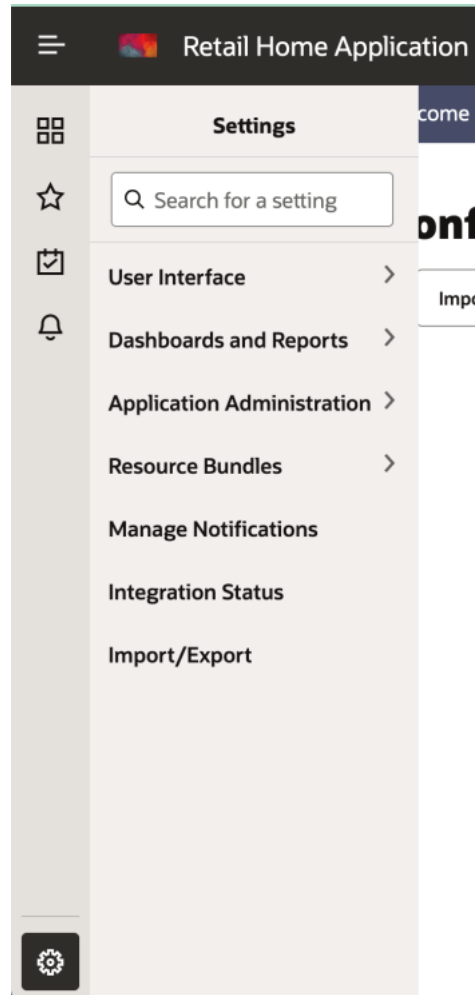 Retail Home Application
Settings
come
Search for a setting
User Interface
Dashboards and Reports
Application Administration
Resource Bundles
Manage Notifications
Integration Status
Import/Export